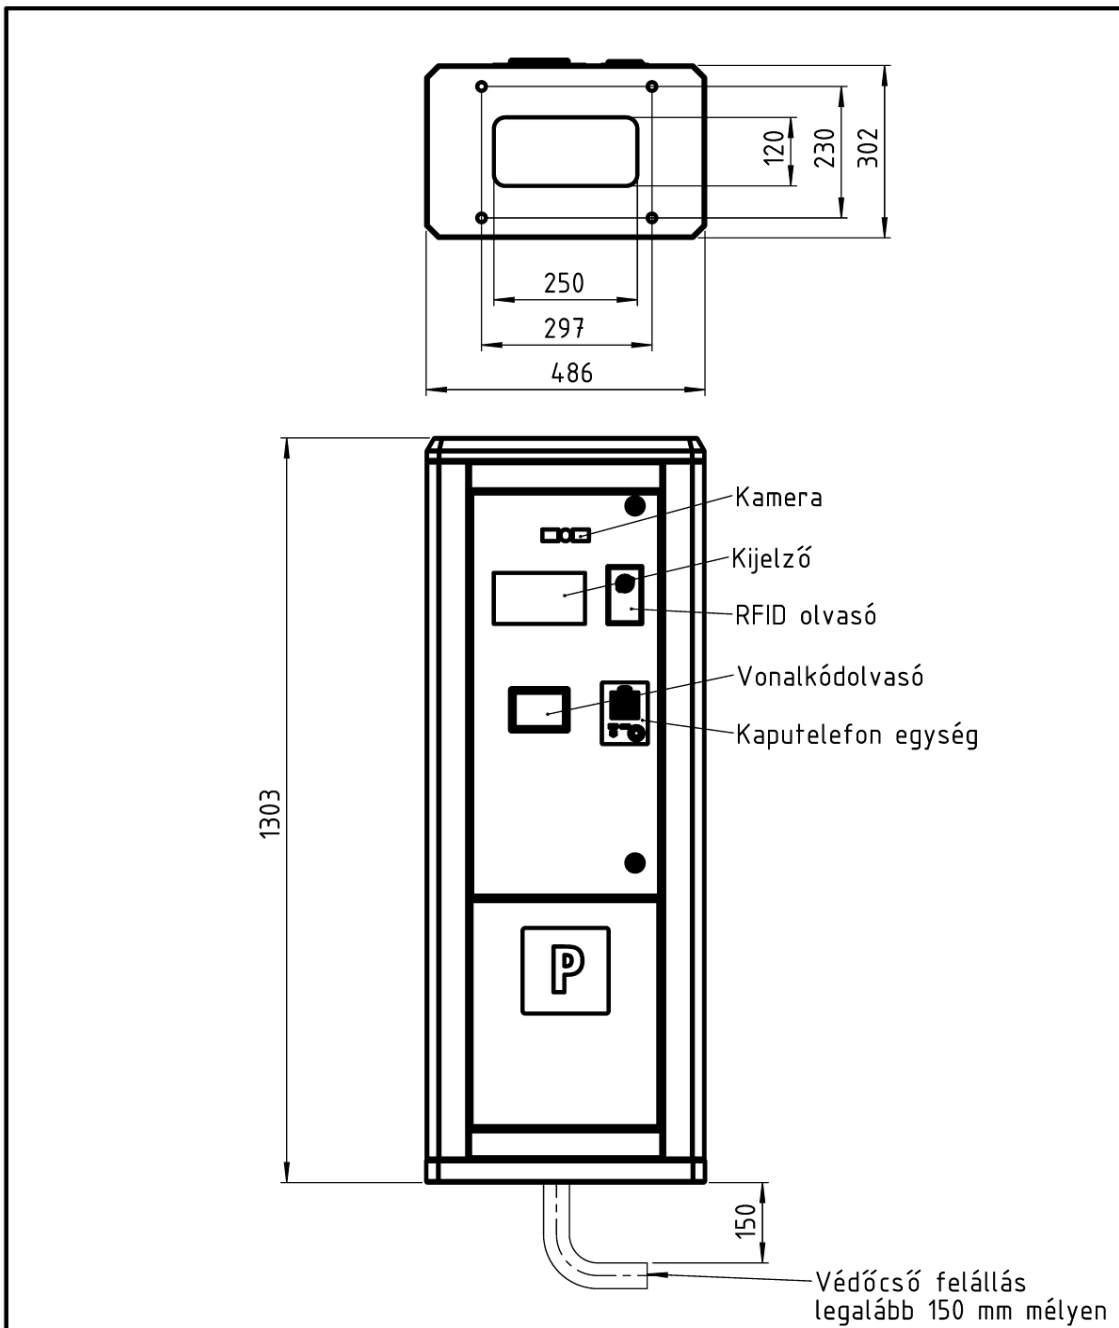 120
230
302
250
297
486
Kamera
Kijelző
RFID olvasó
Vonalkódolvasó
Kaputelefon egység
1303
P
150
Védőcső felállás
legalább 150 mm mélyen